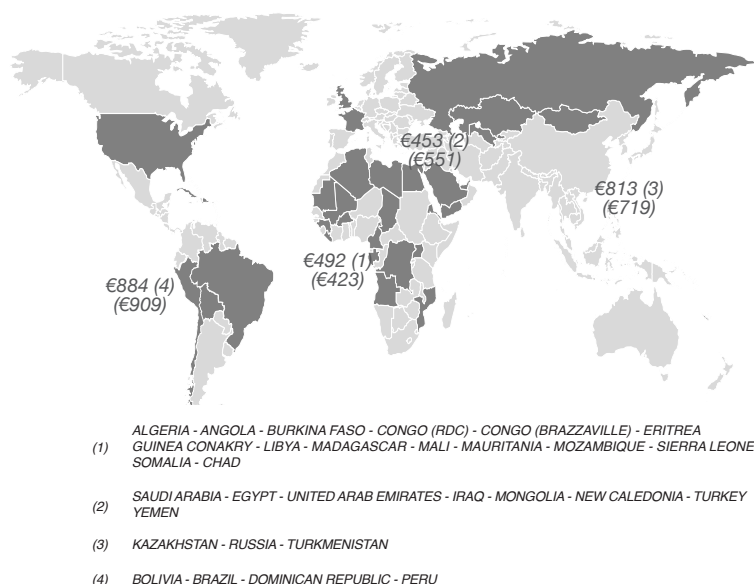 €453 (2)
(€551)
€813 (3)
(€719)
€492 (1)
(€423)
€884 (4)
(€909)
ALGERIA - ANGOLA - BURKINA FASO - CONGO (RDC) - CONGO (BRAZZAVILLE) - ERITREA
(1) GUINEA CONAKRY - LIBYA - MADAGASCAR - MALI - MAURITANIA - MOZAMBIQUE - SIERRA LEONE
SOMALIA - CHAD
SAUDI ARABIA - EGYPT - UNITED ARAB EMIRATES - IRAQ - MONGOLIA - NEW CALEDONIA - TURKEY
(2)
YEMEN
(3) KAZAKHSTAN - RUSSIA - TURKMENISTAN
(4) BOLIVIA - BRAZIL - DOMINICAN REPUBLIC - PERU